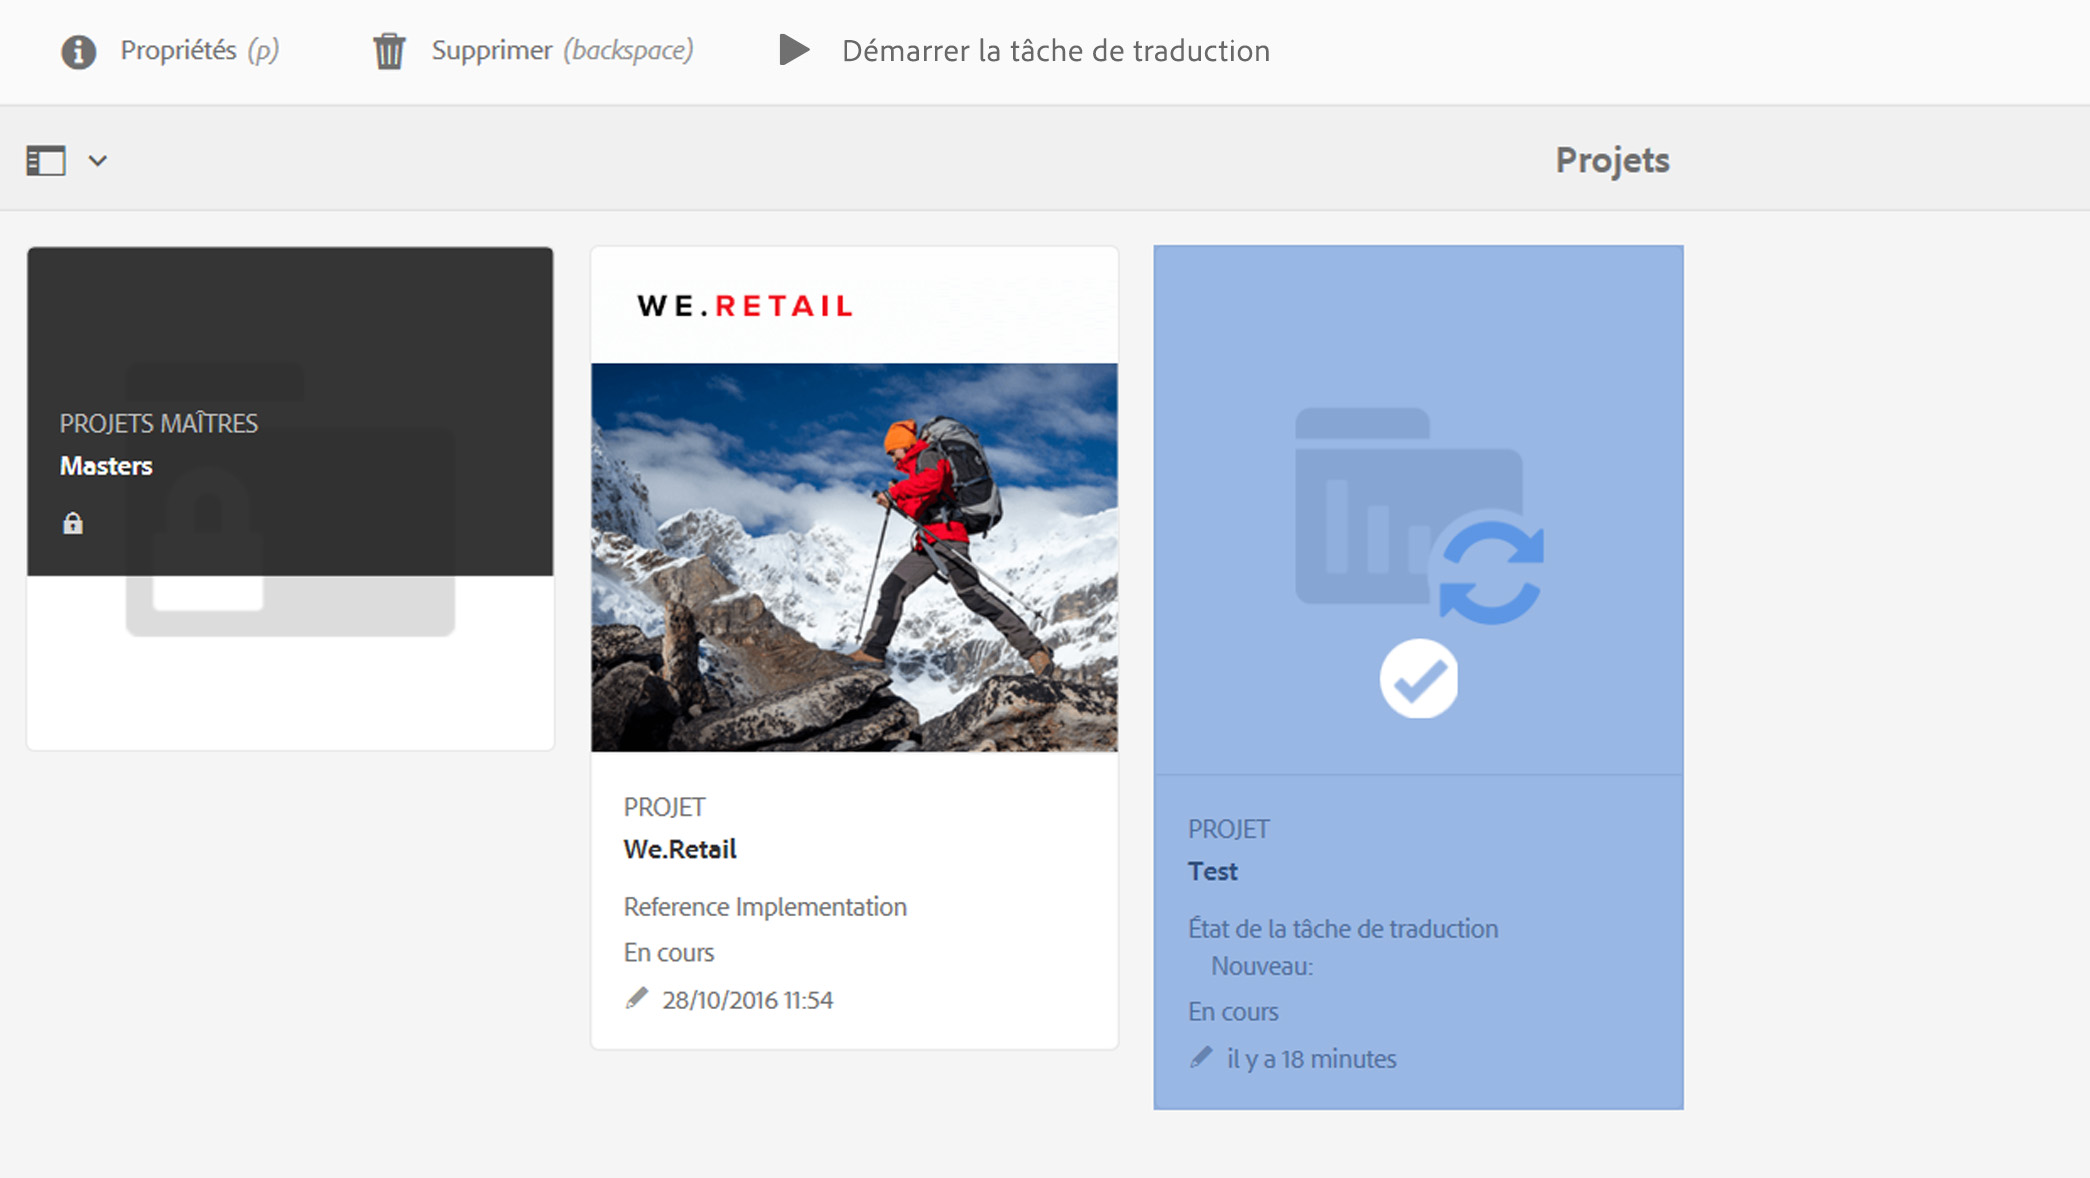 Propriétés (p)
Supprimer (backspace)
Démarrer la tâche de traduction
Projets
PROJETS MAÎTRES
Masters
WE.RETAIL
PROJET
We.Retail
Reference Implementation
En cours
28/10/2016 11:54
PROJET
Test
État de la tâche de traduction
Nouveau:
En cours
il y a 18 minutes